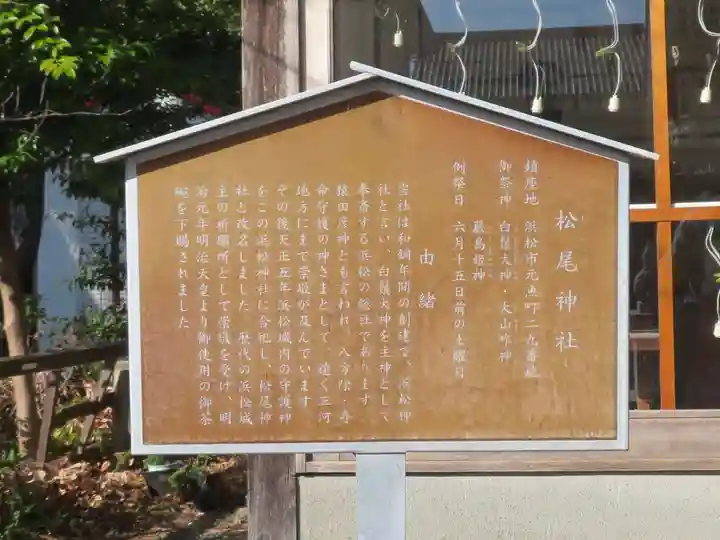 松尾神社
鎮座地 浜松市元魚町二九番地
御祭神 白鬚大神・大山咋神
厳島姫神
例祭日 六月十五日前の土曜日
由緒
当社は和銅年間の創建で、浜松神
社と言い、白鬚大神を主神として
奉斎する浜松の総社であります
猿田彦神とも言われ、八方除・寿
命守護の神さまとして、遠く三河
地方にまで崇敬が及んでいます
その後天正五年浜松城内の守護神
をこの浜松神社に合祀し、松尾神
社と改名しました 歴代の浜松城
主の祈願所として崇敬を受け、明
治元年明治天皇より御使用の御茶
碗を下賜されました